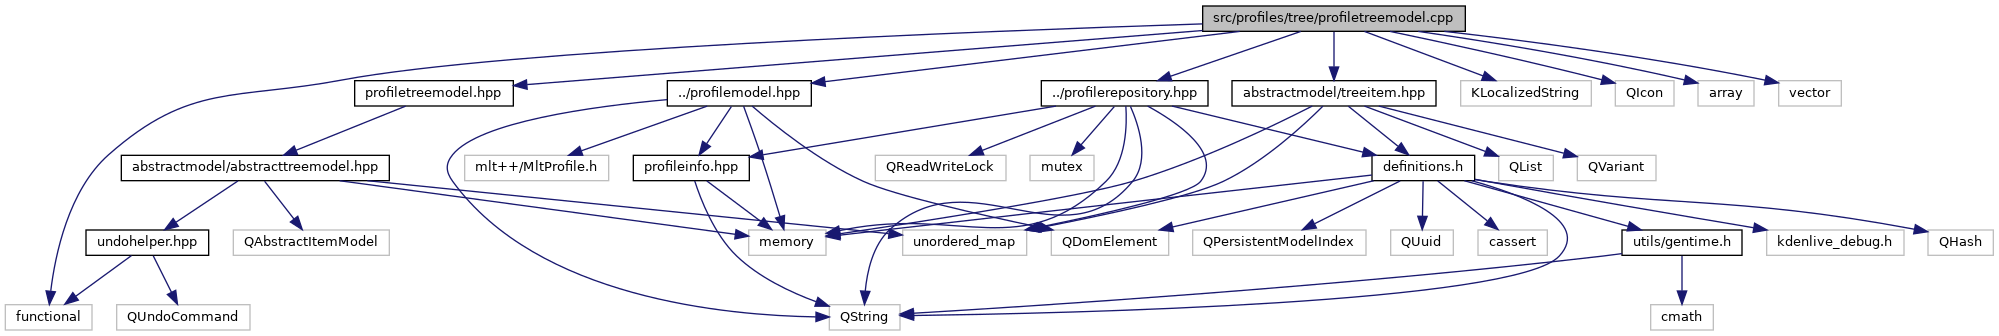 src/profiles/tree/profiletreemodel.cpp
profiletreemodel.hpp
../profilemodel.hpp
../profilerepository.hpp
abstractmodel/treeitem.hpp
KLocalizedString
QIcon
array
vector
abstractmodel/abstracttreemodel.hpp
mlt++/MltProfile.h
profileinfo.hpp
QReadWriteLock
mutex
definitions.h
QList
QVariant
undohelper.hpp
QAbstractItemModel
memory
unordered_map
QDomElement
QPersistentModelIndex
QUuid
cassert
utils/gentime.h
kdenlive_debug.h
QHash
functional
QUndoCommand
QString
cmath